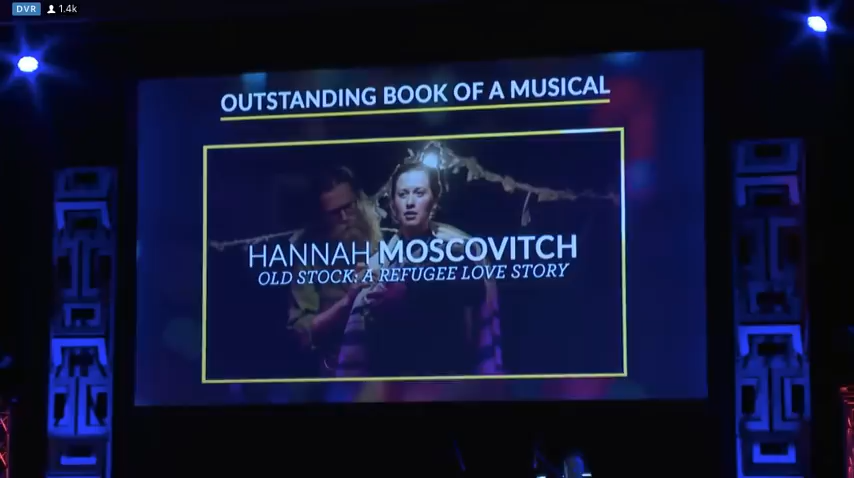 DVR 1.4k
OUTSTANDING BOOK OF A MUSICAL
HANNAH MOSCOVITCH
OLD STOCK: A REFUGEE LOVE STORY